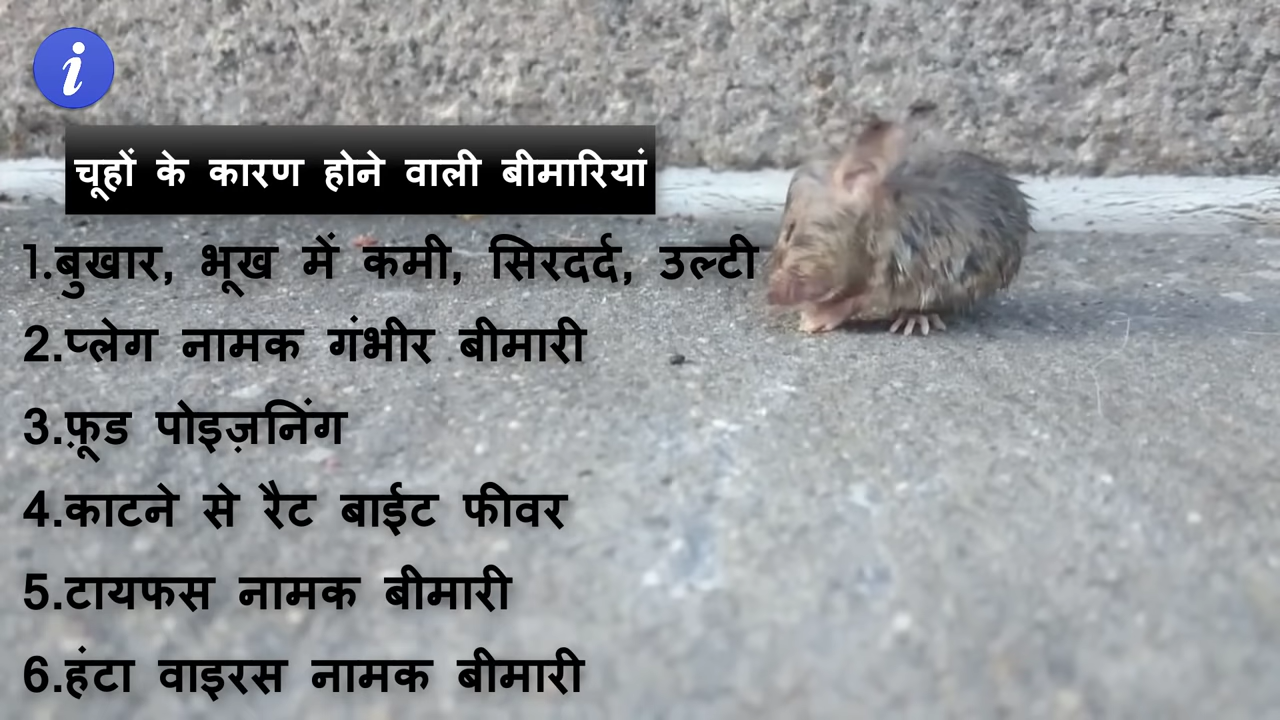 i
चूहों के कारण होने वाली बीमारियां
1.बुखार, भूख में कमी, सिरदर्द, उल्टी
2.प्लेग नामक गंभीर बीमारी
3.फ़ूड पोइज़निंग
4.काटने से रैट बाईट फीवर
5.टायफस नामक बीमारी
6.हंटा वाइरस नामक बीमारी